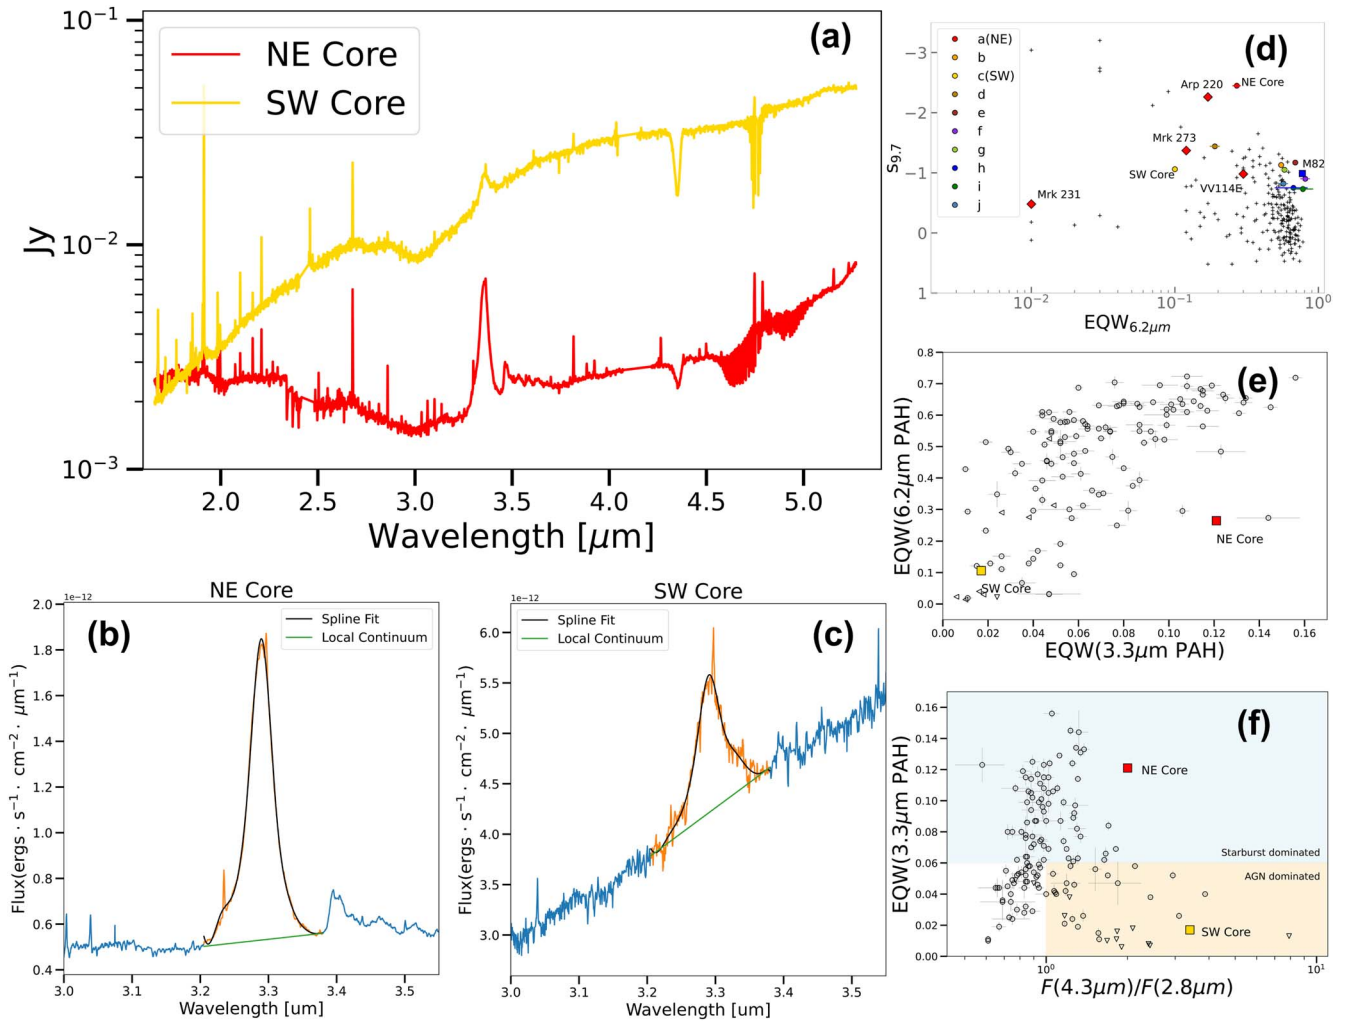 (a)
NE Core
SW Core
10⁻¹
10⁻²
10⁻³
Jy
2.0 2.5 3.0 3.5 4.0 4.5 5.0
Wavelength [μm]
(b)
NE Core
1e−12
Spline Fit
Local Continuum
2.0
1.8
1.6
1.4
1.2
1.0
0.8
0.6
0.4
Flux(ergs · s⁻¹ · cm⁻² · μm⁻¹)
3.0 3.1 3.2 3.3 3.4 3.5
Wavelength [um]
(c)
SW Core
1e−12
Spline Fit
Local Continuum
6.0
5.5
5.0
4.5
4.0
3.5
3.0
Flux(ergs · s⁻¹ · cm⁻² · μm⁻¹)
3.0 3.1 3.2 3.3 3.4 3.5
Wavelength [um]
(d)
a(NE)
b
c(SW)
d
e
f
g
h
i
j
Arp 220
NE Core
Mrk 273
SW Core
VV114E
M82
Mrk 231
−3
−2
−1
0
1
S9.7
10⁻² 10⁻¹ 10⁰
EQW6.2μm
(e)
0.8
0.7
0.6
0.5
0.4
0.3
0.2
0.1
0.0
EQW(6.2μm PAH)
NE Core
SW Core
0.00 0.02 0.04 0.06 0.08 0.10 0.12 0.14 0.16
EQW(3.3μm PAH)
(f)
0.16
0.14
0.12
0.10
0.08
0.06
0.04
0.02
0.00
EQW(3.3μm PAH)
NE Core
Starburst dominated
AGN dominated
SW Core
10⁰ 10¹
F(4.3μm)/F(2.8μm)